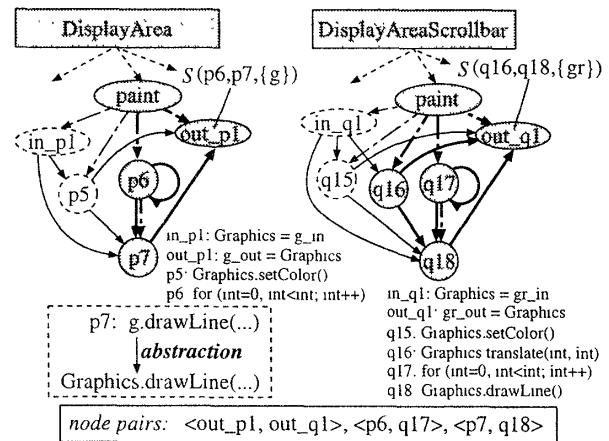 DisplayArea
DisplayAreaScrollbar
S(p6,p7,{g})
S(q16,q18,{gr})
paint
paint
in_p1
out_p1
in_q1
out_q1
p5
p6
q15
q16
q17
p7
q18
in_p1: Graphics = g_in
out_p1: g_out = Graphics
p5· Graphics.setColor()
p6 for (int=0, int<int; int++)
in_q1: Graphics = gr_in
out_q1· gr_out = Graphics
q15. Graphics.setColor()
q16· Graphics translate(int, int)
q17. for (int=0, int<int; int++)
q18 Graphics.drawLine()
p7: g.drawLine(...)
abstraction
Graphics.drawLine(...)
node pairs: <out_p1, out_q1>, <p6, q17>, <p7, q18>